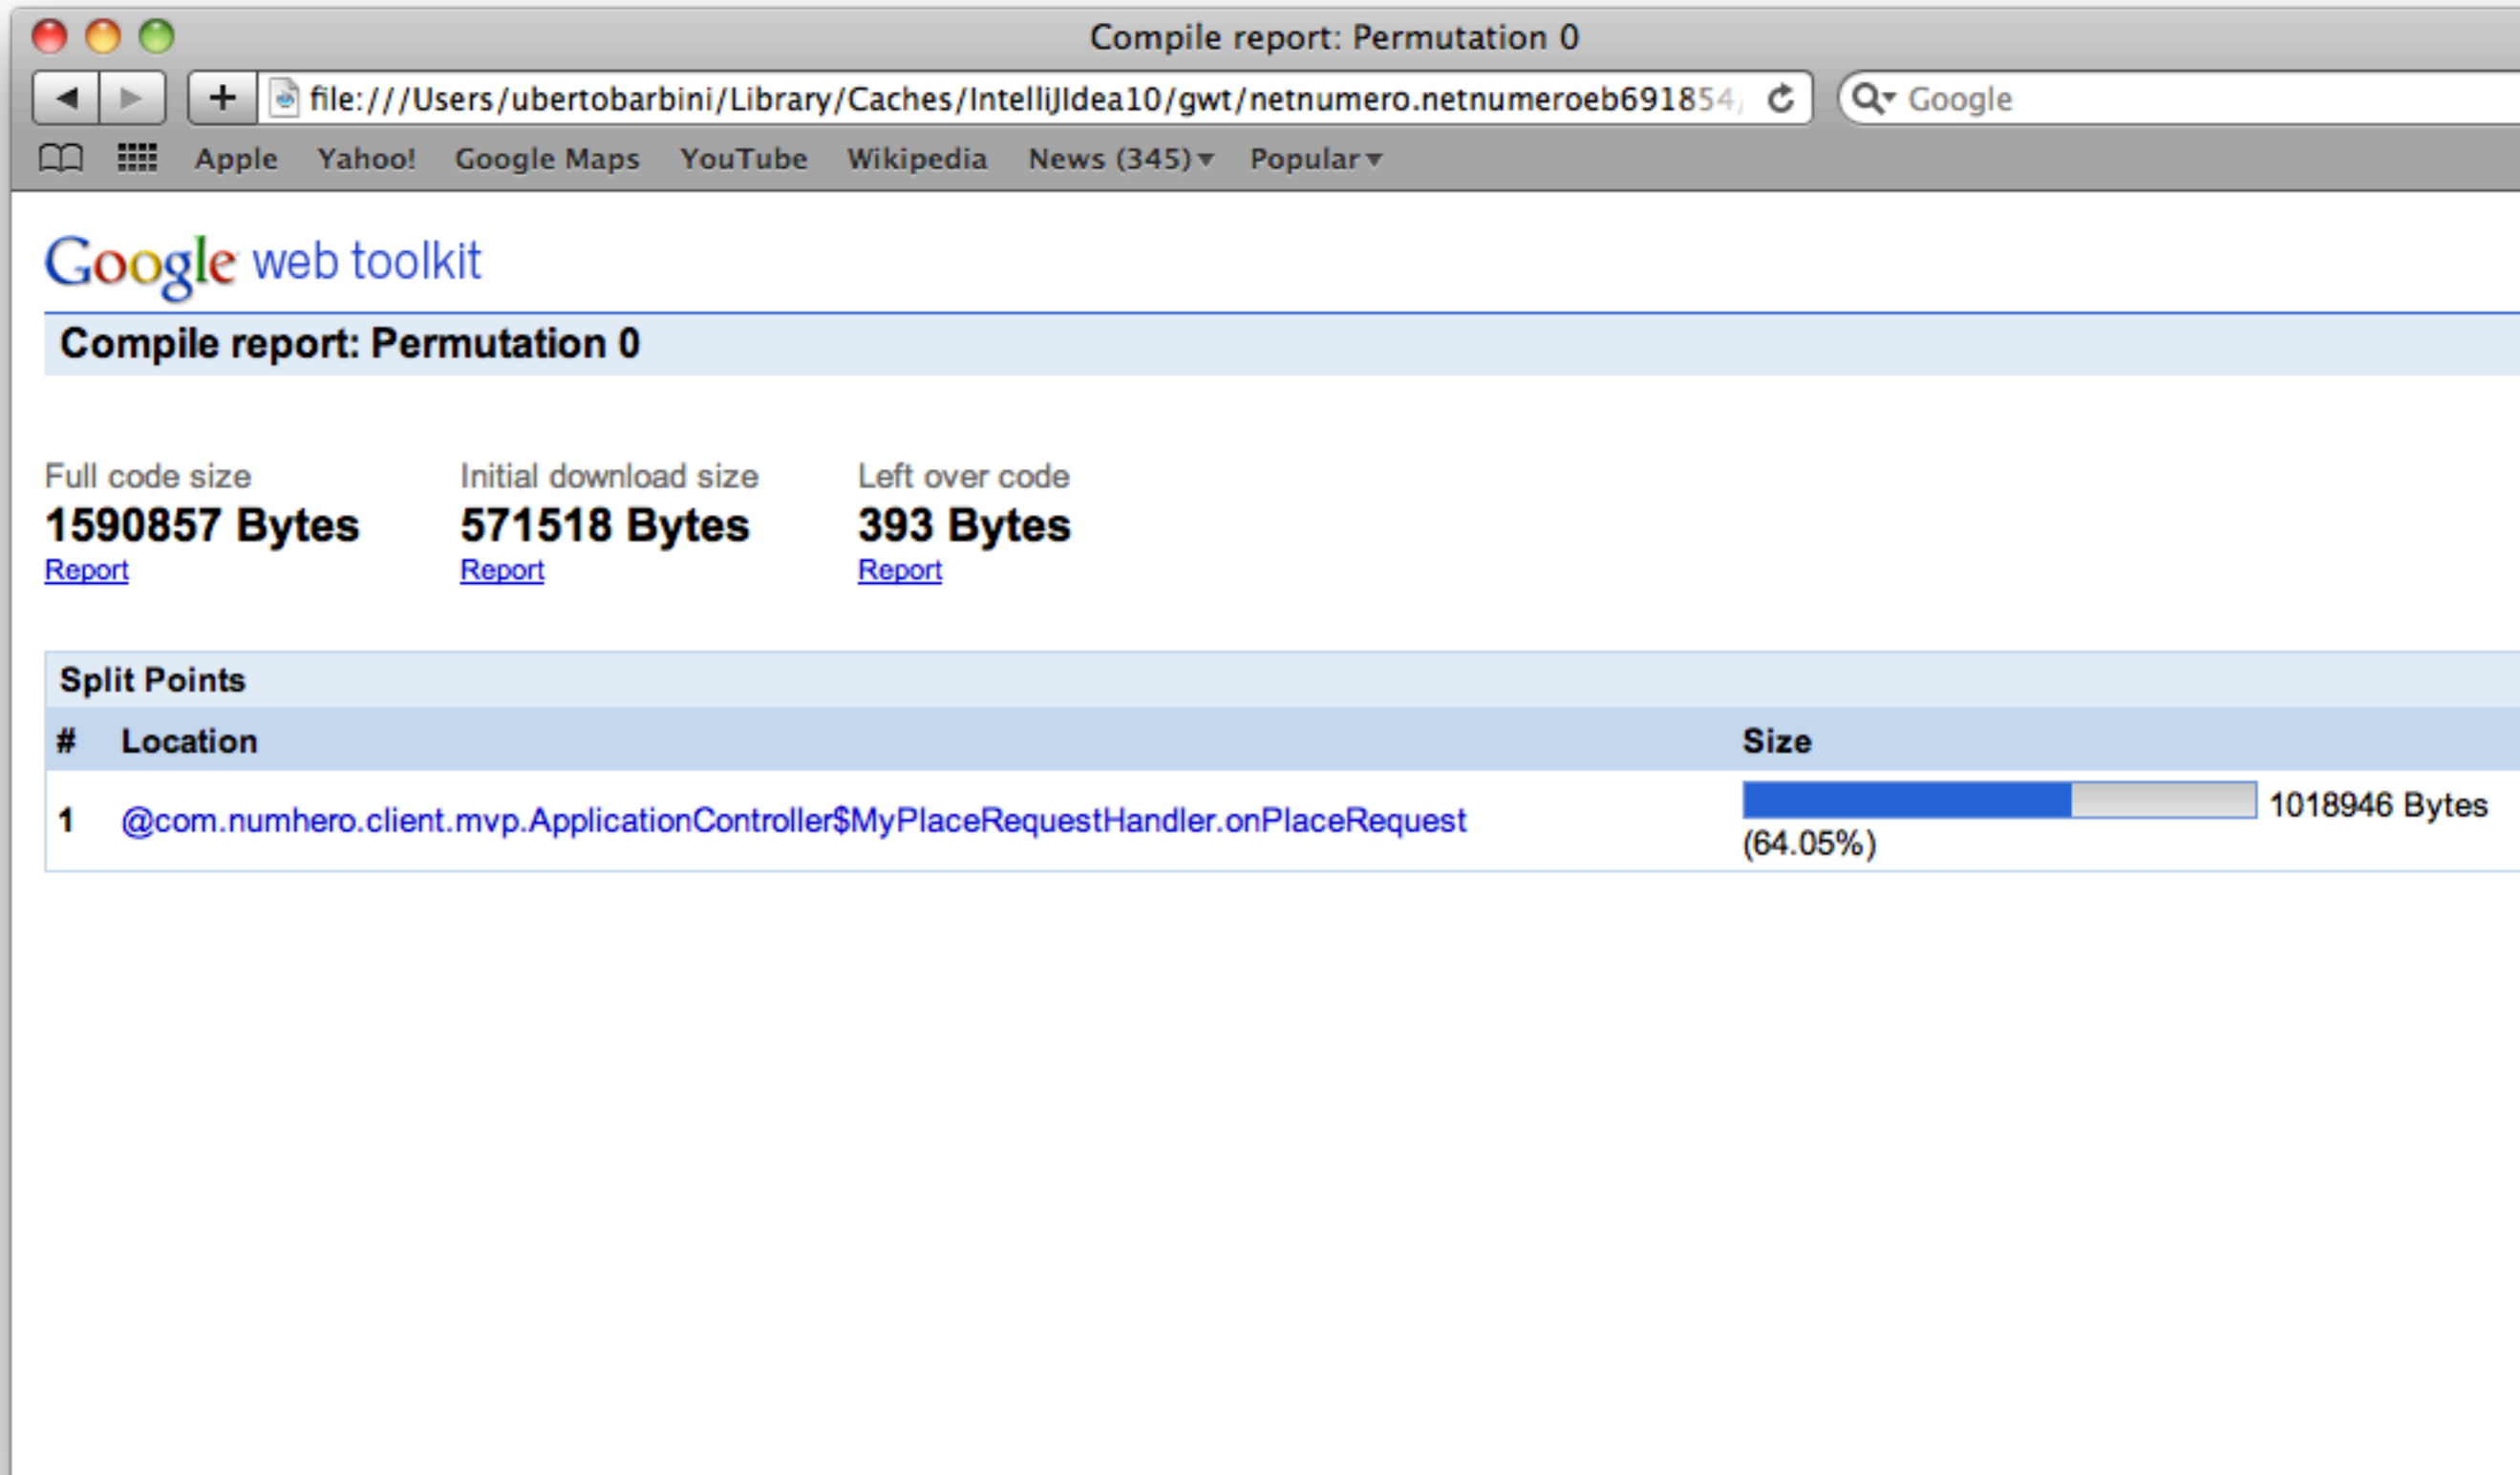 Compile report: Permutation 0
file:///Users/ubertobarbini/Library/Caches/IntelliJIdea10/gwt/netnumero.netnumeroeb691854/
Google
Apple Yahoo! Google Maps YouTube Wikipedia News (345) Popular
Google web toolkit
Compile report: Permutation 0
Full code size Initial download size Left over code
1590857 Bytes 571518 Bytes 393 Bytes
Report Report Report
Split Points
# Location Size
1 @com.numhero.client.mvp.ApplicationController$MyPlaceRequestHandler.onPlaceRequest 1018946 Bytes
(64.05%)